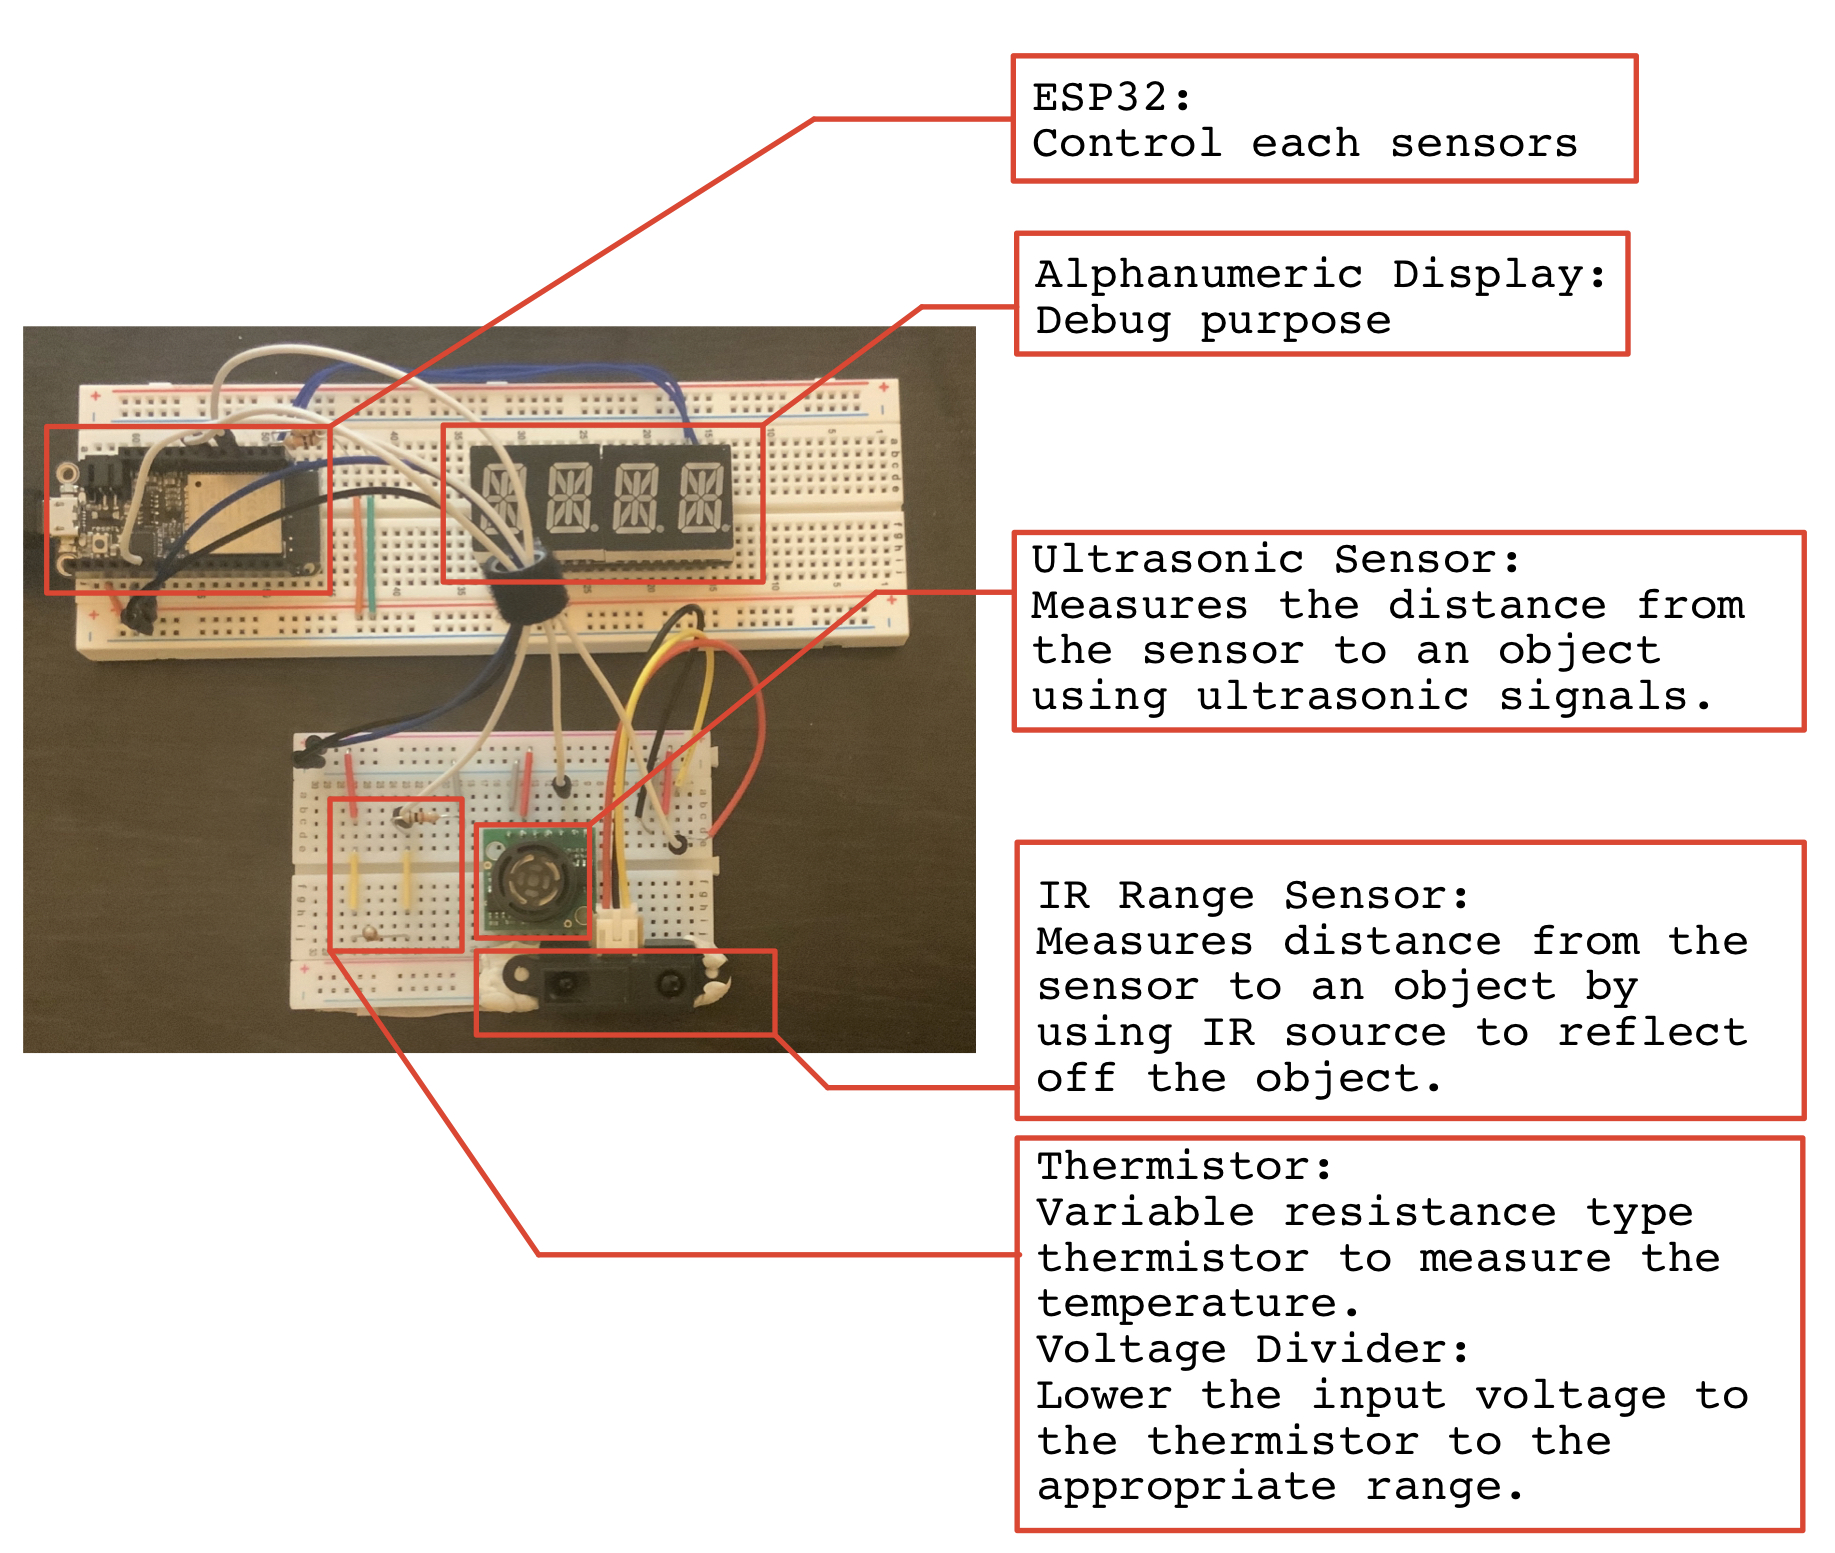 ESP32:
Control each sensors
Alphanumeric Display:
Debug purpose
Ultrasonic Sensor:
Measures the distance from
the sensor to an object
using ultrasonic signals.
IR Range Sensor:
Measures distance from the
sensor to an object by
using IR source to reflect
off the object.
Thermistor:
Variable resistance type
thermistor to measure the
temperature.
Voltage Divider:
Lower the input voltage to
the thermistor to the
appropriate range.